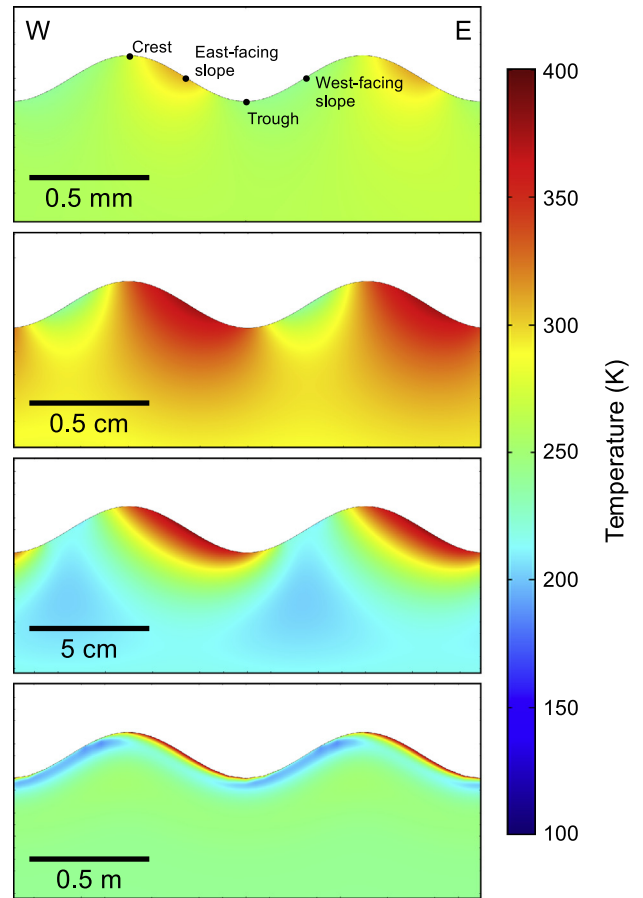 W
E
Crest
East-facing
slope
West-facing
slope
Trough
0.5 mm
0.5 cm
5 cm
0.5 m
400
350
300
250
200
150
100
Temperature (K)